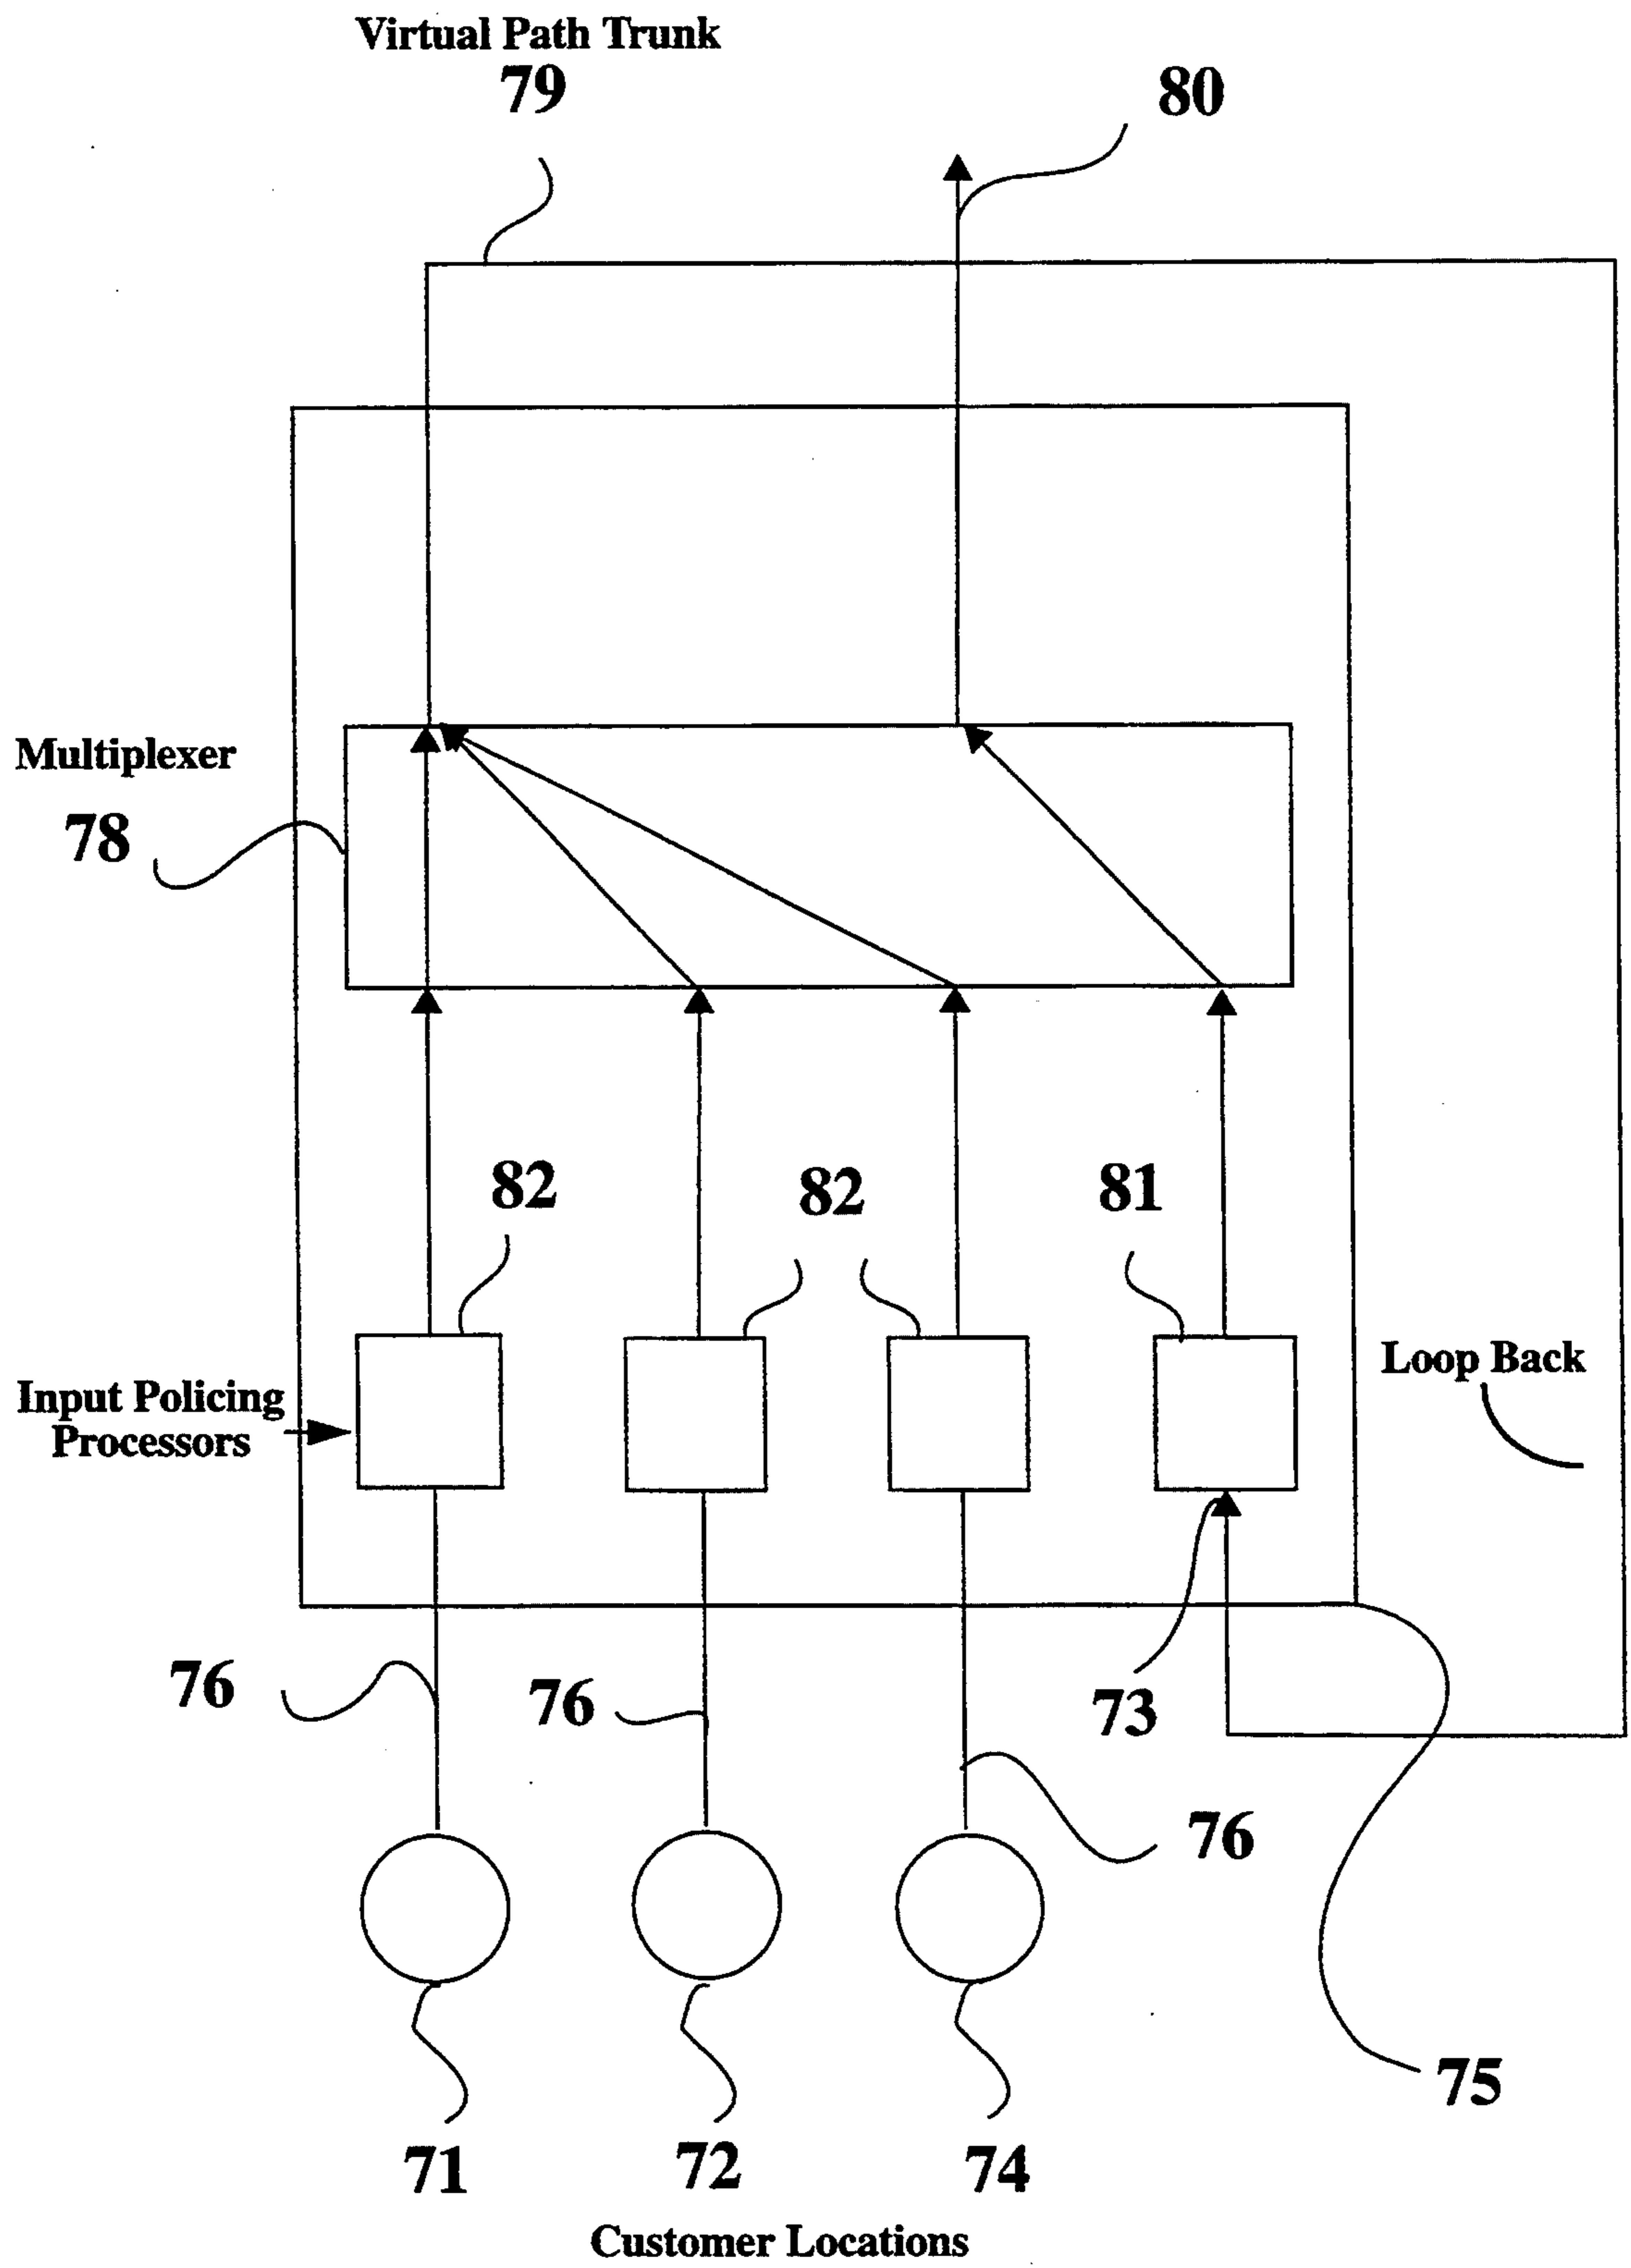 Virtual Path Trunk
79
80
Multiplexer
78
82
82
81
Loop Back
Input Policing
Processors
76
76
73
76
75
71
72
74
Customer Locations